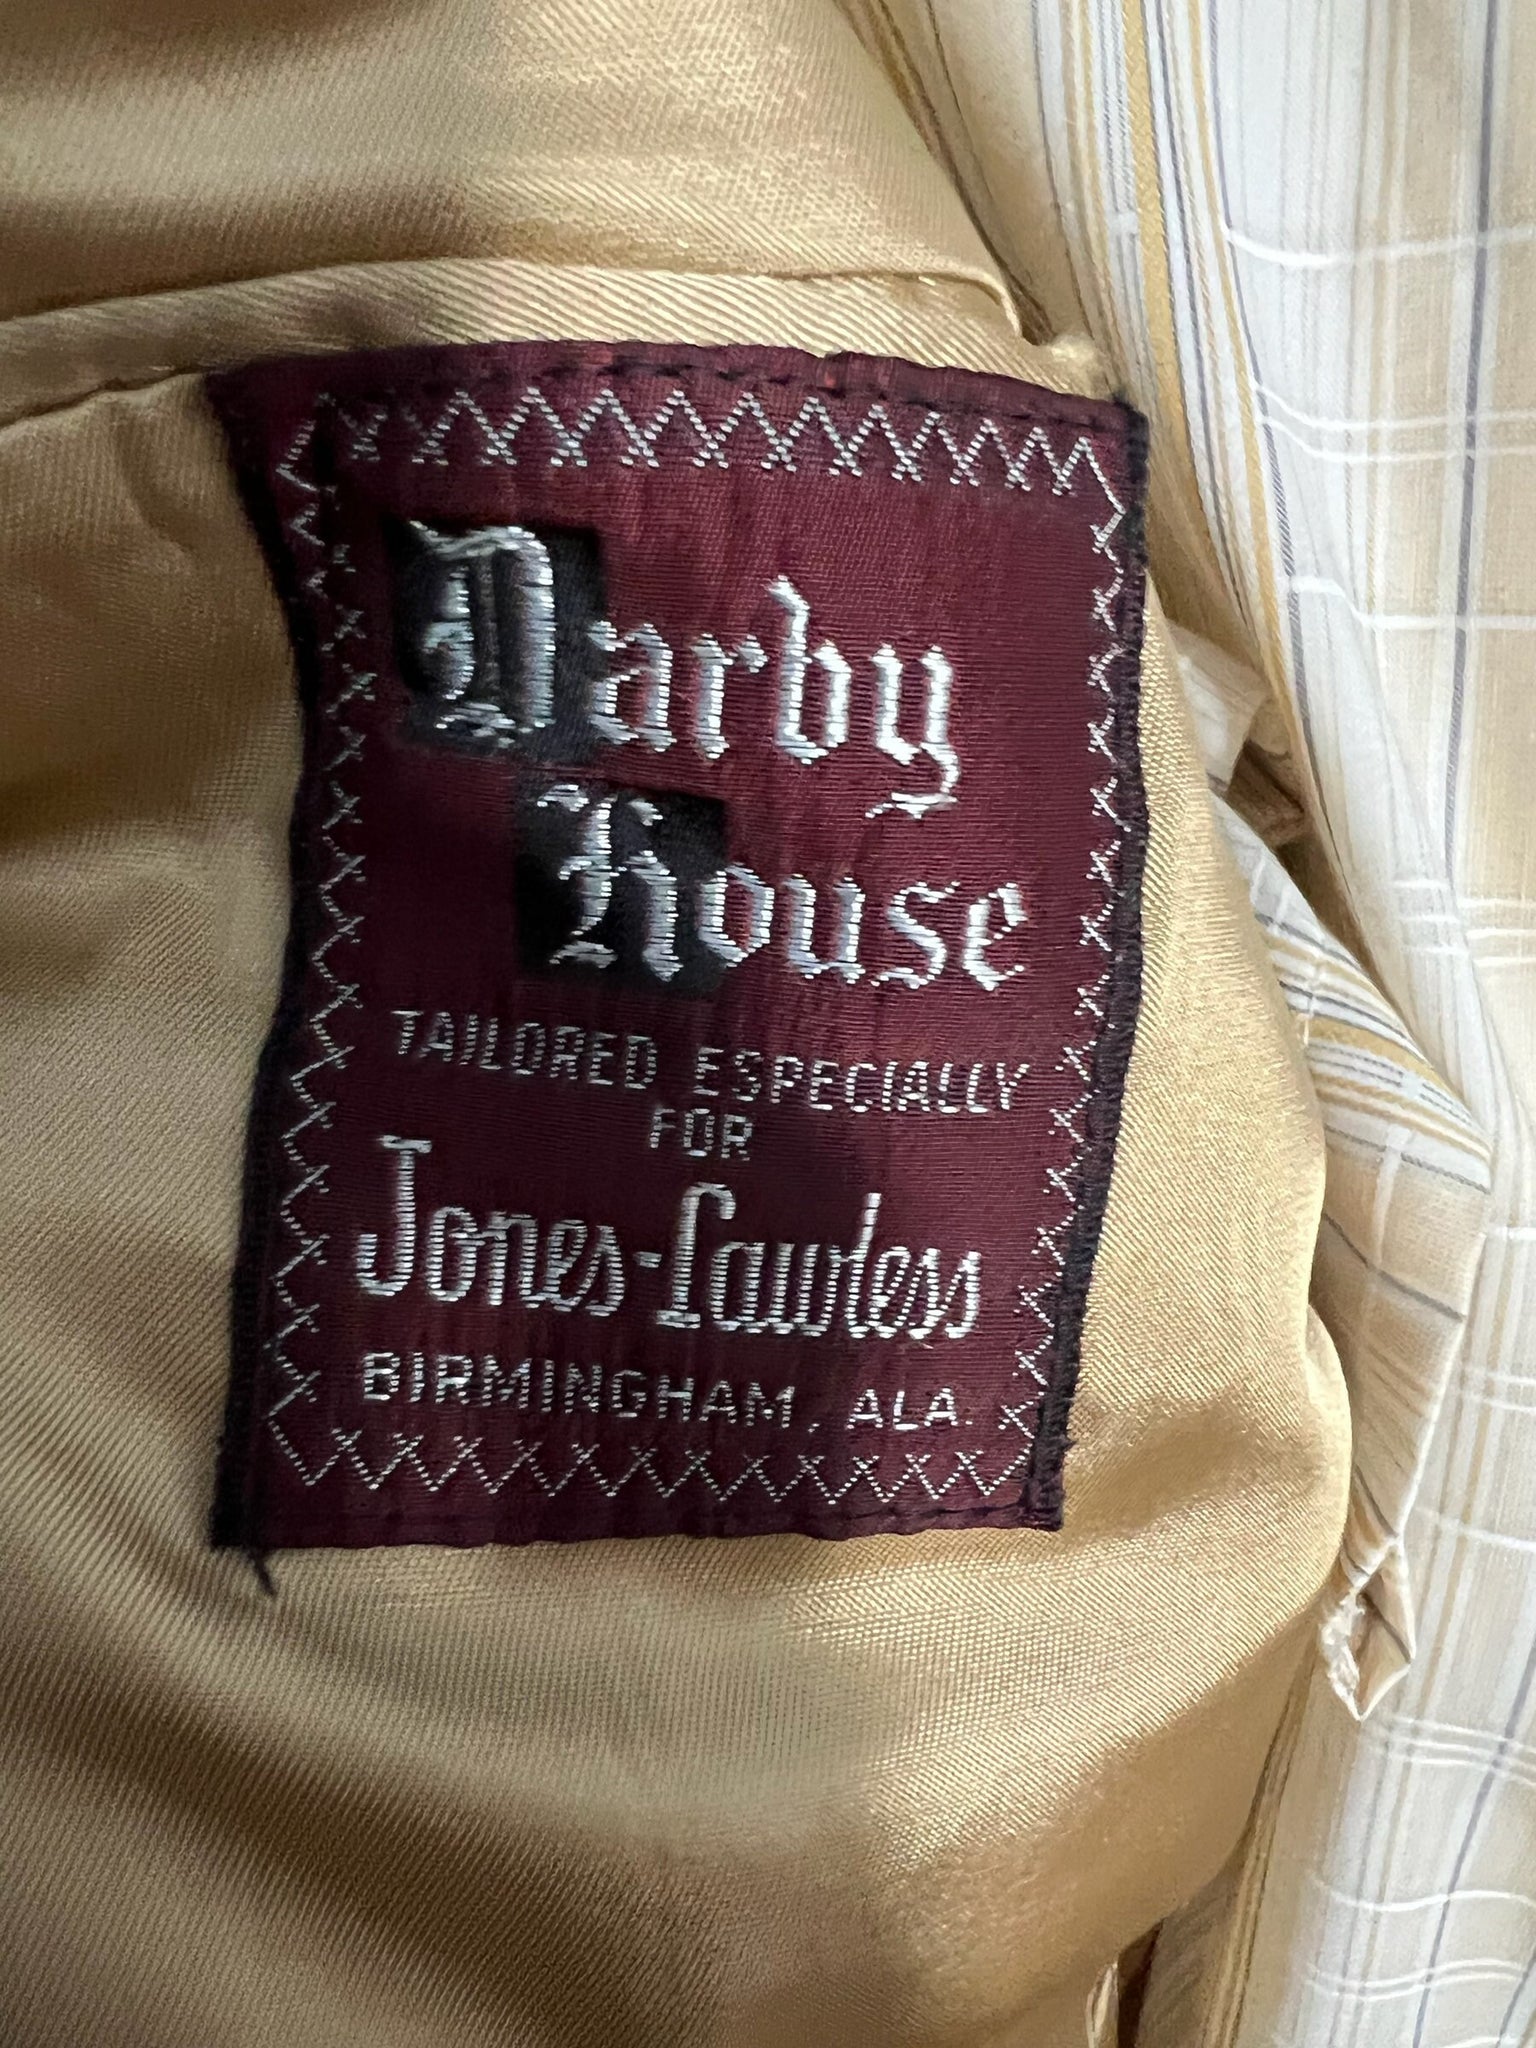 Darby
House
TAILORED ESPECIALLY
FOR
Jones-Lawless
BIRMINGHAM, ALA.